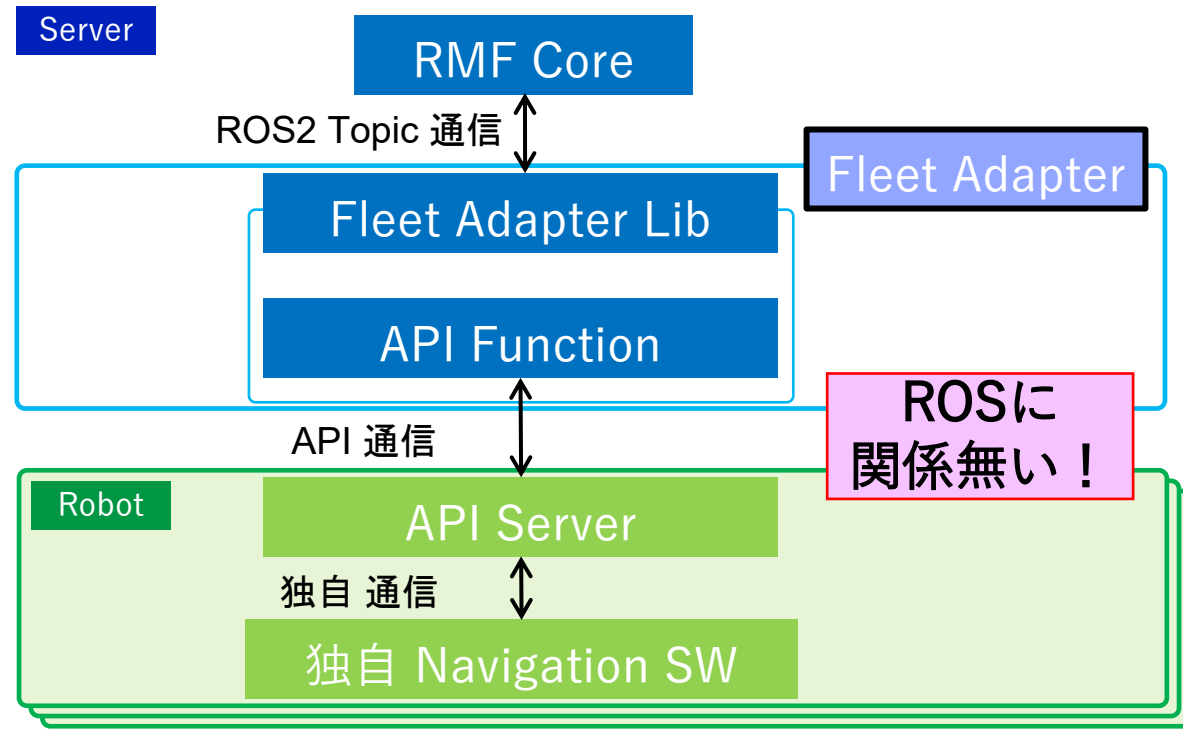 Server
RMF Core
ROS2 Topic 通信
Fleet Adapter
Fleet Adapter Lib
API Function
ROSに
関係無い！
API 通信
Robot
API Server
独自 通信
独自 Navigation SW